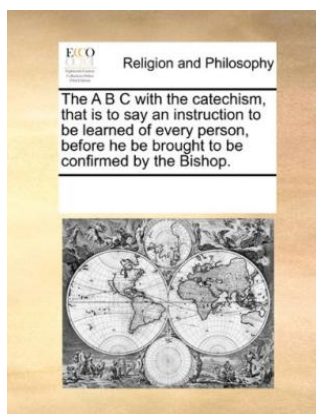 ECCO
Religion and Philosophy
The A B C with the catechism,
that is to say an instruction to
be learned of every person,
before he be brought to be
confirmed by the Bishop.